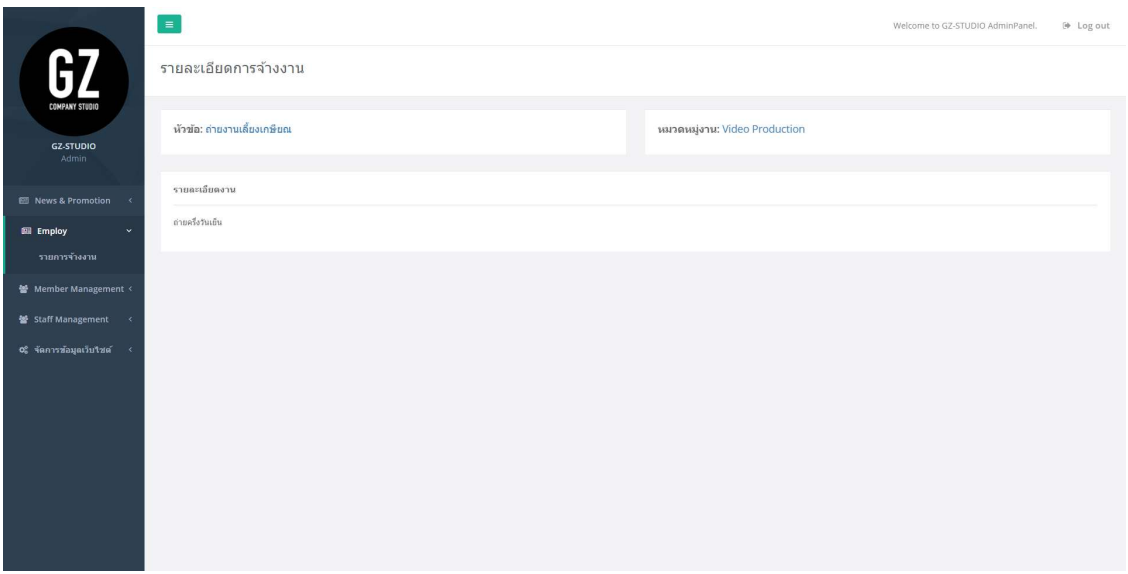 GZ
COMPANY STUDIO
GZ-STUDIO
Admin
News & Promotion
Employ
รายการจ้างงาน
Member Management
Staff Management
จัดการข้อมูลเว็บไซต์
Welcome to GZ-STUDIO AdminPanel.
Log out
รายละเอียดการจ้างงาน
หัวข้อ: ถ่ายงานเลี้ยงเกษียณ
หมวดหมู่งาน: Video Production
รายละเอียดงาน
ถ่ายครึ่งวันเย็น